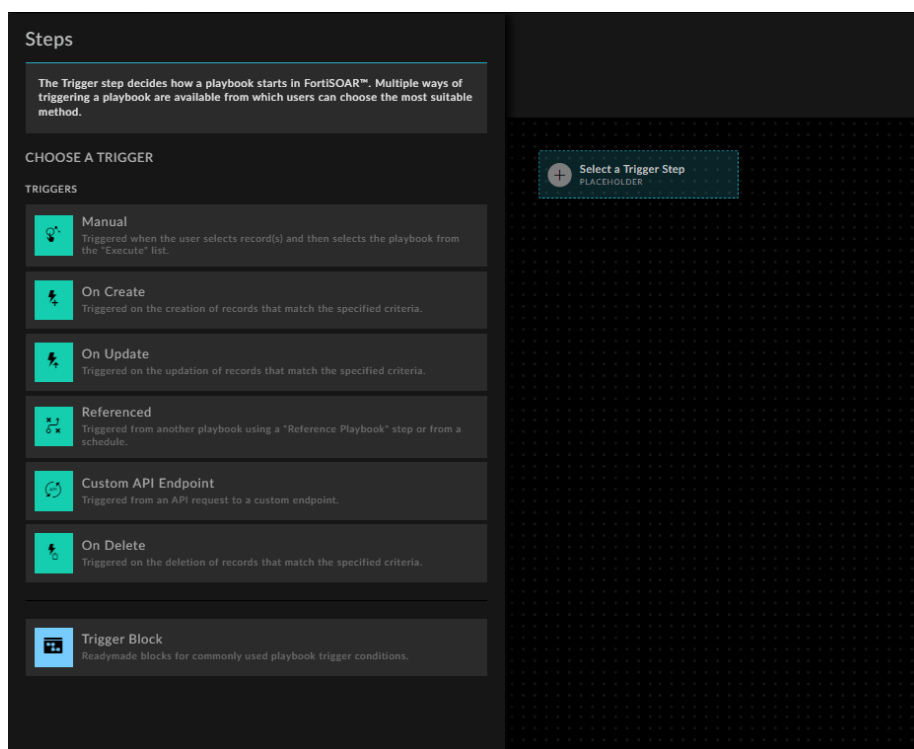 Steps
The Trigger step decides how a playbook starts in FortiSOAR™. Multiple ways of
triggering a playbook are available from which users can choose the most suitable
method.
CHOOSE A TRIGGER
TRIGGERS
Manual
Triggered when the user selects record(s) and then selects the playbook from
the "Execute" list.
On Create
Triggered on the creation of records that match the specified criteria.
On Update
Triggered on the updation of records that match the specified criteria.
Referenced
Triggered from another playbook using a "Reference Playbook" step or from a
schedule.
Custom API Endpoint
Triggered from an API request to a custom endpoint.
On Delete
Triggered on the deletion of records that match the specified criteria.
Trigger Block
Readymade blocks for commonly used playbook trigger conditions.
Select a Trigger Step
PLACEHOLDER